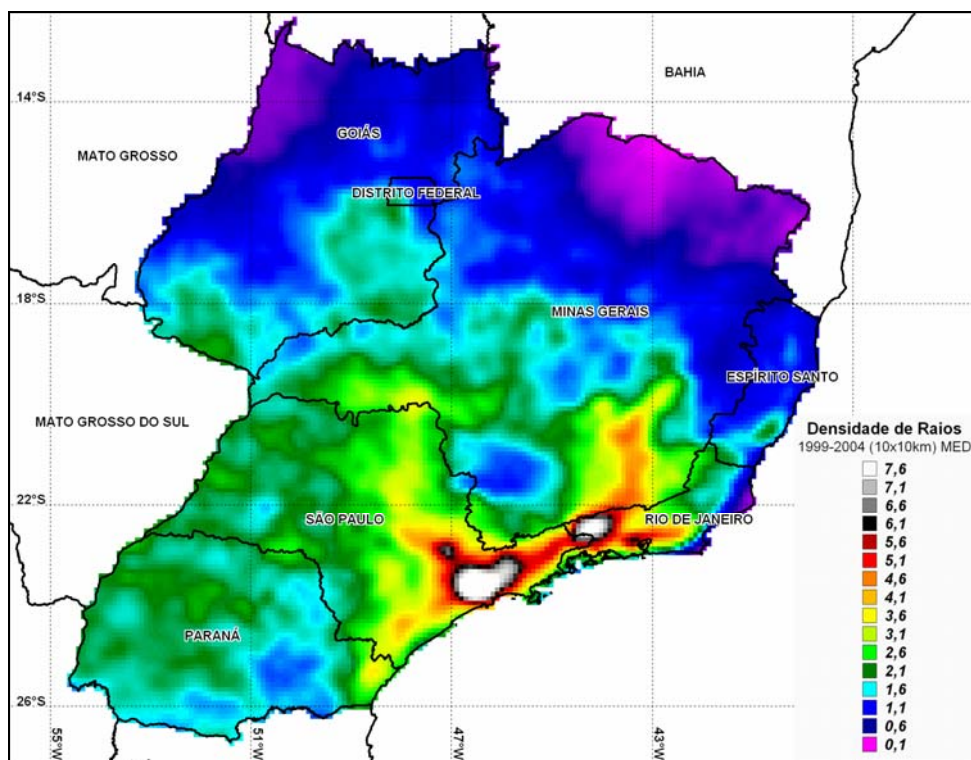 BAHIA
14°S
GOIÁS
MATO GROSSO
DISTRITO FEDERAL
18°S
MINAS GERAIS
ESPÍRITO SANTO
MATO GROSSO DO SUL
Densidade de Raios
1999-2004 (10x10km) MED
7,6
7,1
6,6
6,1
5,6
5,1
4,6
4,1
3,6
3,1
2,6
2,1
1,6
1,1
0,6
0,1
22°S
SÃO PAULO
RIO DE JANEIRO
PARANÁ
26°S
55°W
51°W
47°W
43°W